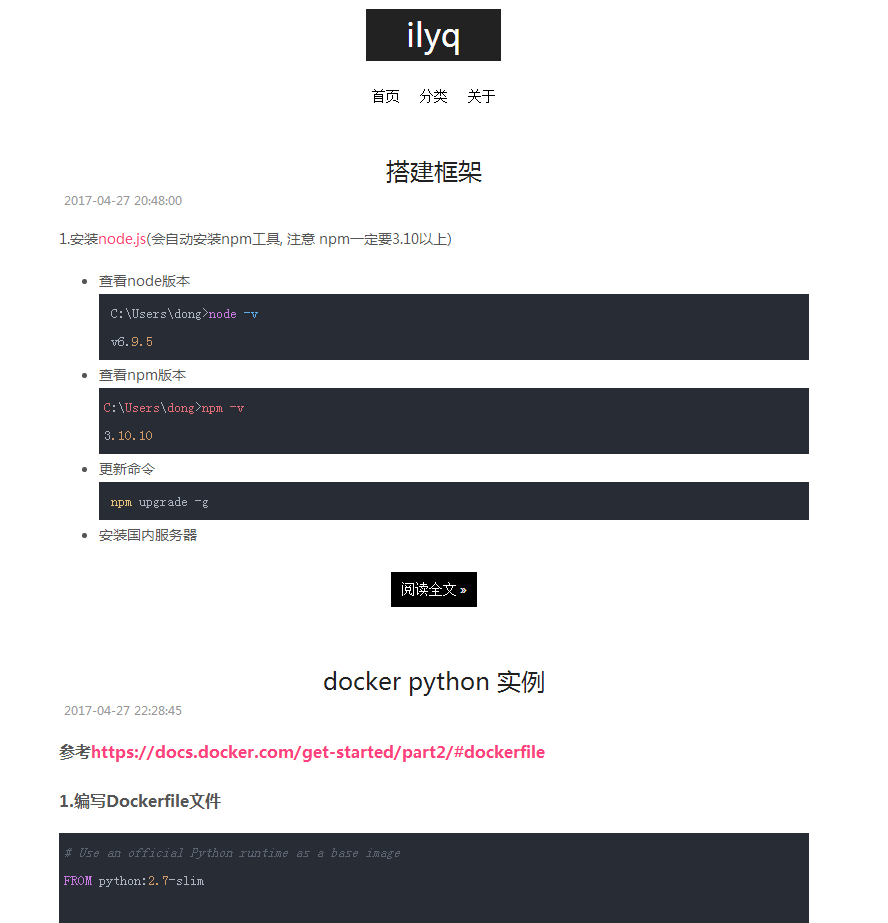 ilyq
首页 分类 关于
搭建框架
2017-04-27 20:48:00
1.安装node.js(会自动安装npm工具, 注意 npm一定要3.10以上)
查看node版本
C:\Users\dong>node -v
v6.9.5
查看npm版本
C:\Users\dong>npm -v
3.10.10
更新命令
npm upgrade -g
安装国内服务器
阅读全文 »
docker python 实例
2017-04-27 22:28:45
参考https://docs.docker.com/get-started/part2/#dockerfile
1.编写Dockerfile文件
# Use an official Python runtime as a base image
FROM python:2.7-slim